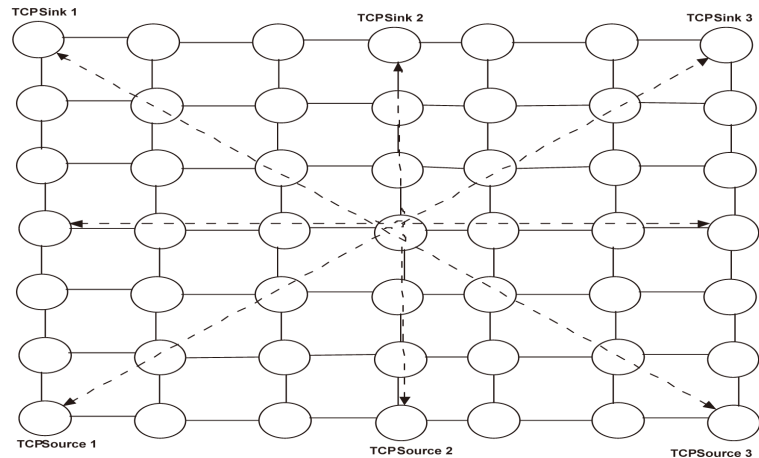 TCPSink 1
TCPSink 2
TCPSink 3
TCPSource 1
TCPSource 2
TCPSource 3